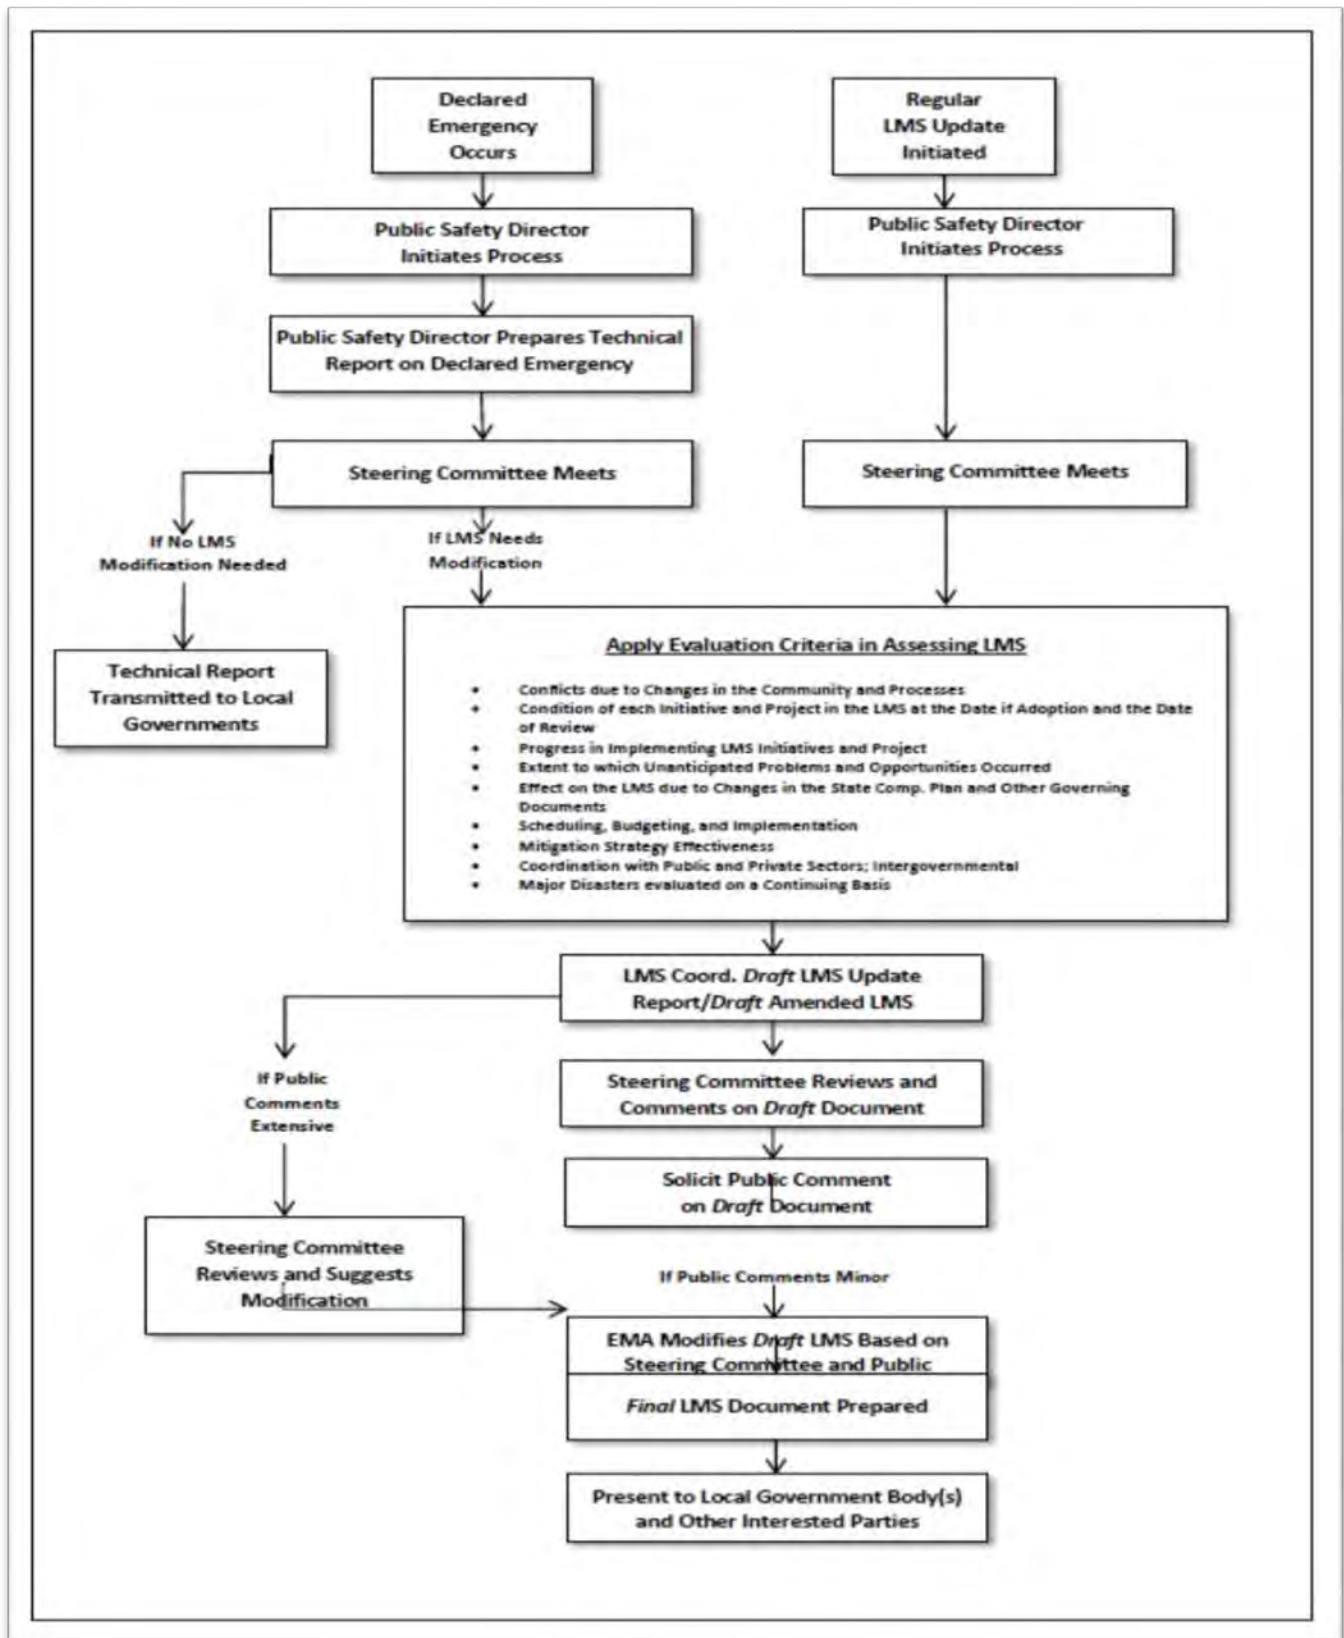 Declared
Emergency
Occurs
Regular
LMS Update
Initiated
Public Safety Director
Initiates Process
Public Safety Director
Initiates Process
Public Safety Director Prepares Technical
Report on Declared Emergency
Steering Committee Meets
Steering Committee Meets
If No LMS
Modification Needed
If LMS Needs
Modification
Technical Report
Transmitted to Local
Governments
Apply Evaluation Criteria in Assessing LMS
• Conflicts due to Changes in the Community and Processes
• Condition of each Initiative and Project in the LMS at the Date if Adoption and the Date
of Review
• Progress in Implementing LMS Initiatives and Project
• Extent to which Unanticipated Problems and Opportunities Occurred
• Effect on the LMS due to Changes in the State Comp. Plan and Other Governing
Documents
• Scheduling, Budgeting, and Implementation
• Mitigation Strategy Effectiveness
• Coordination with Public and Private Sectors; Intergovernmental
• Major Disasters evaluated on a Continuing Basis
LMS Coord. Draft LMS Update
Report/Draft Amended LMS
If Public
Comments
Extensive
Steering Committee Reviews and
Comments on Draft Document
Solicit Public Comment
on Draft Document
Steering Committee
Reviews and Suggests
Modification
If Public Comments Minor
EMA Modifies Draft LMS Based on
Steering Committee and Public
Final LMS Document Prepared
Present to Local Government Body(s)
and Other Interested Parties